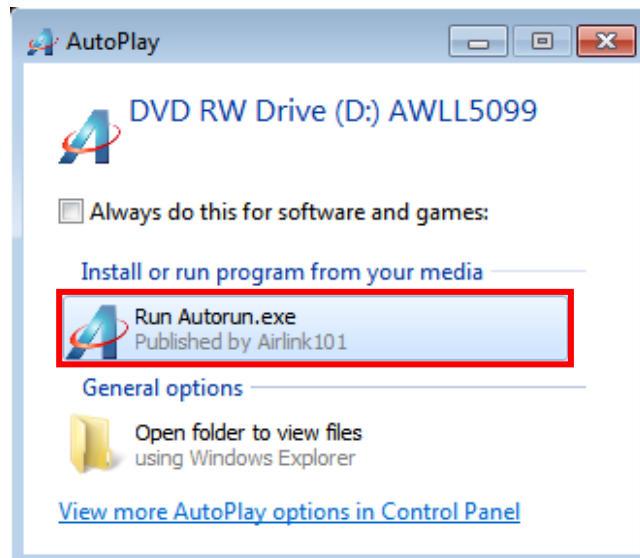 AutoPlay
DVD RW Drive (D:) AWLL5099
Always do this for software and games:
Install or run program from your media
Run Autorun.exe
Published by Airlink101
General options
Open folder to view files
using Windows Explorer
View more AutoPlay options in Control Panel